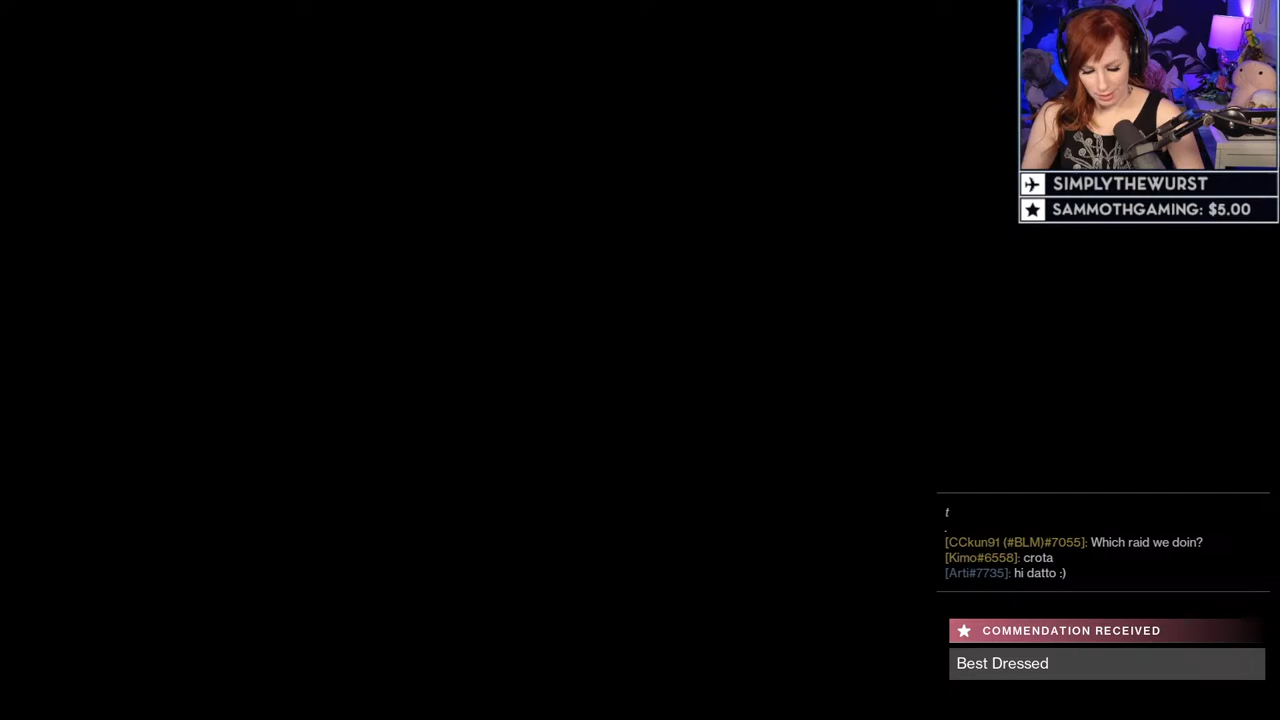 SIMPLYTHEWURST
SAMMOTHGAMING: $5.00
t
.
[CCkun91 (#BLM)#7055]: Which raid we doin?
[Kimo#6558]: crota
[Arti#7735]: hi datto :)
COMMENDATION RECEIVED
Best Dressed